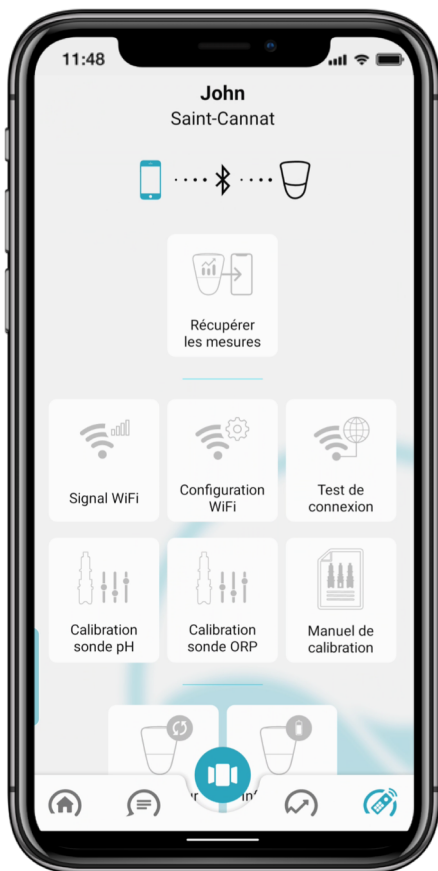 11:48
John
Saint-Cannat
Récupérer
les mesures
Signal WiFi
Configuration
WiFi
Test de
connexion
Calibration
sonde pH
Calibration
sonde ORP
Manuel de
calibration